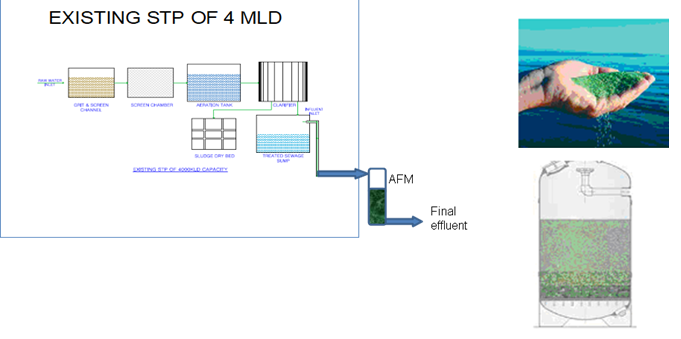 EXISTING STP OF 4 MLD
RAW WATER
INLET
GRIT & SCREEN
CHANNEL
SCREEN CHAMBER
AERATION TANK
CLARIFIER
INLET
SLUDGE DRY BED
TREATED SEWAGE
SUMP
EXISTING STP OF 4000KLD CAPACITY
AFM
Final
effluent